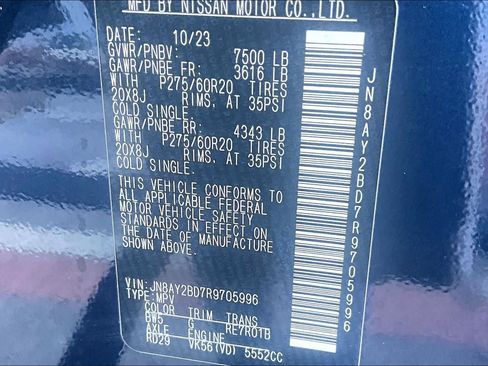 MFD BY NISSAN MOTOR CO.,LTD.
DATE: 10/23
GVWR/PNBV: 7500 LB
GAWR/PNBE FR: 3616 LB
WITH P275/60R20 TIRES
20X8J RIMS, AT 35PSI
COLD SINGLE.
GAWR/PNBE RR: 4343 LB
WITH P275/60R20 TIRES
20X8J RIMS, AT 35PSI
COLD SINGLE.
THIS VEHICLE CONFORMS TO
ALL APPLICABLE FEDERAL
MOTOR VEHICLE SAFETY
STANDARDS IN EFFECT ON
THE DATE OF MANUFACTURE
SHOWN ABOVE.
VIN: JN8AY2BD7R9705996
TYPE: MPV
COLOR TRIM TRANS
BW5 G RE7R01B
AXLE ENGINE
RD29 VK56(VD) 5552CC
JN8AY2BD7R9705996